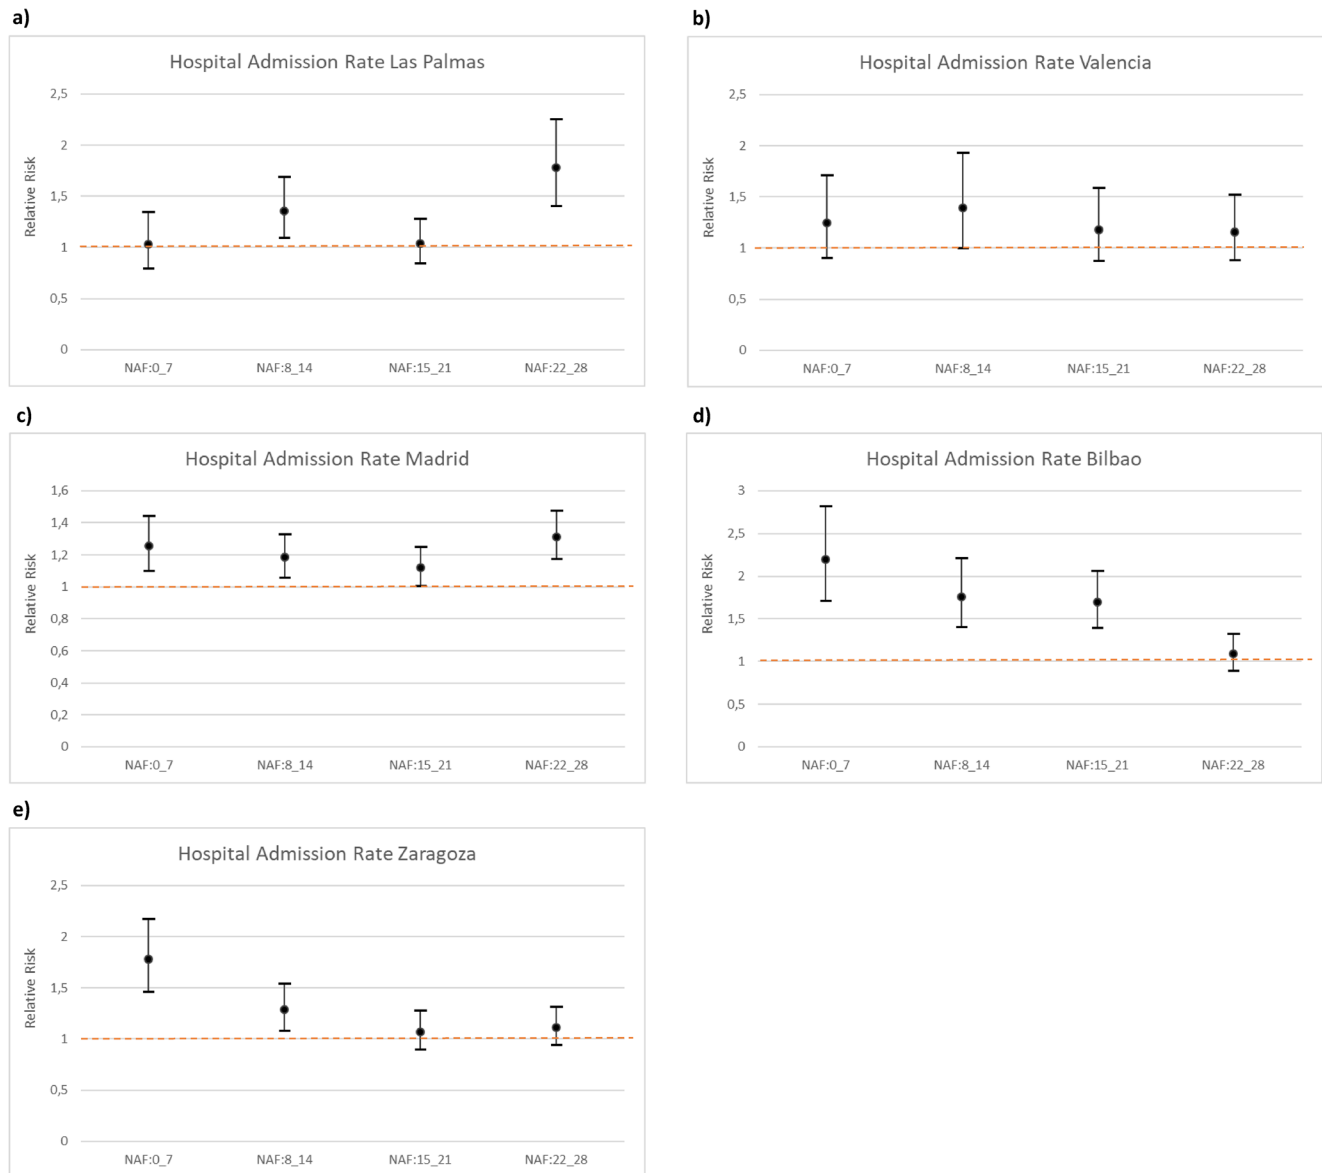 a)
Hospital Admission Rate Las Palmas
Relative Risk
2,5
2
1,5
1
0,5
0
NAF:0_7 NAF:8_14 NAF:15_21 NAF:22_28
b)
Hospital Admission Rate Valencia
Relative Risk
2,5
2
1,5
1
0,5
0
NAF:0_7 NAF:8_14 NAF:15_21 NAF:22_28
c)
Hospital Admission Rate Madrid
Relative Risk
1,6
1,4
1,2
1
0,8
0,6
0,4
0,2
0
NAF:0_7 NAF:8_14 NAF:15_21 NAF:22_28
d)
Hospital Admission Rate Bilbao
Relative Risk
3
2,5
2
1,5
1
0,5
0
NAF:0_7 NAF:8_14 NAF:15_21 NAF:22_28
e)
Hospital Admission Rate Zaragoza
Relative Risk
2,5
2
1,5
1
0,5
0
NAF:0_7 NAF:8_14 NAF:15_21 NAF:22_28